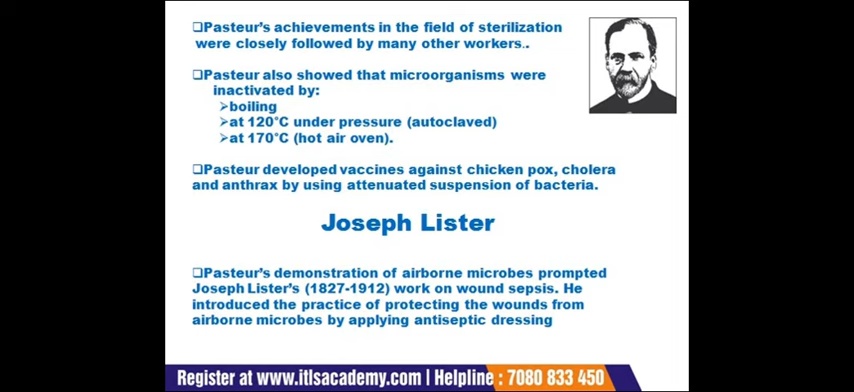 ❑Pasteur's achievements in the field of sterilization
were closely followed by many other workers..
❑Pasteur also showed that microorganisms were
inactivated by:
➢boiling
➢at 120°C under pressure (autoclaved)
➢at 170°C (hot air oven).
❑Pasteur developed vaccines against chicken pox, cholera
and anthrax by using attenuated suspension of bacteria.
Joseph Lister
❑Pasteur's demonstration of airborne microbes prompted
Joseph Lister's (1827-1912) work on wound sepsis. He
introduced the practice of protecting the wounds from
airborne microbes by applying antiseptic dressing
Register at www.itlsacademy.com | Helpline : 7080 833 450